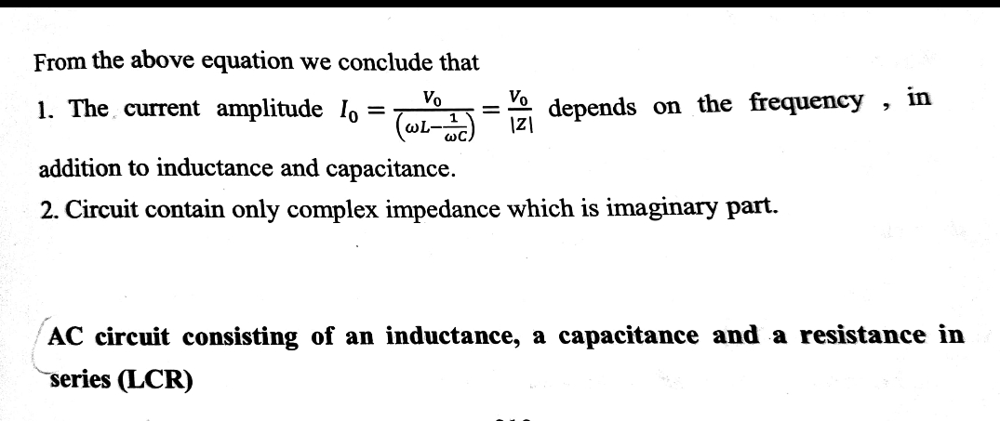 From the above equation we conclude that
1. The current amplitude I₀ = V₀/(ωL−1/ωC) = V₀/|Z| depends on the frequency , in
addition to inductance and capacitance.
2. Circuit contain only complex impedance which is imaginary part.
AC circuit consisting of an inductance, a capacitance and a resistance in
series (LCR)